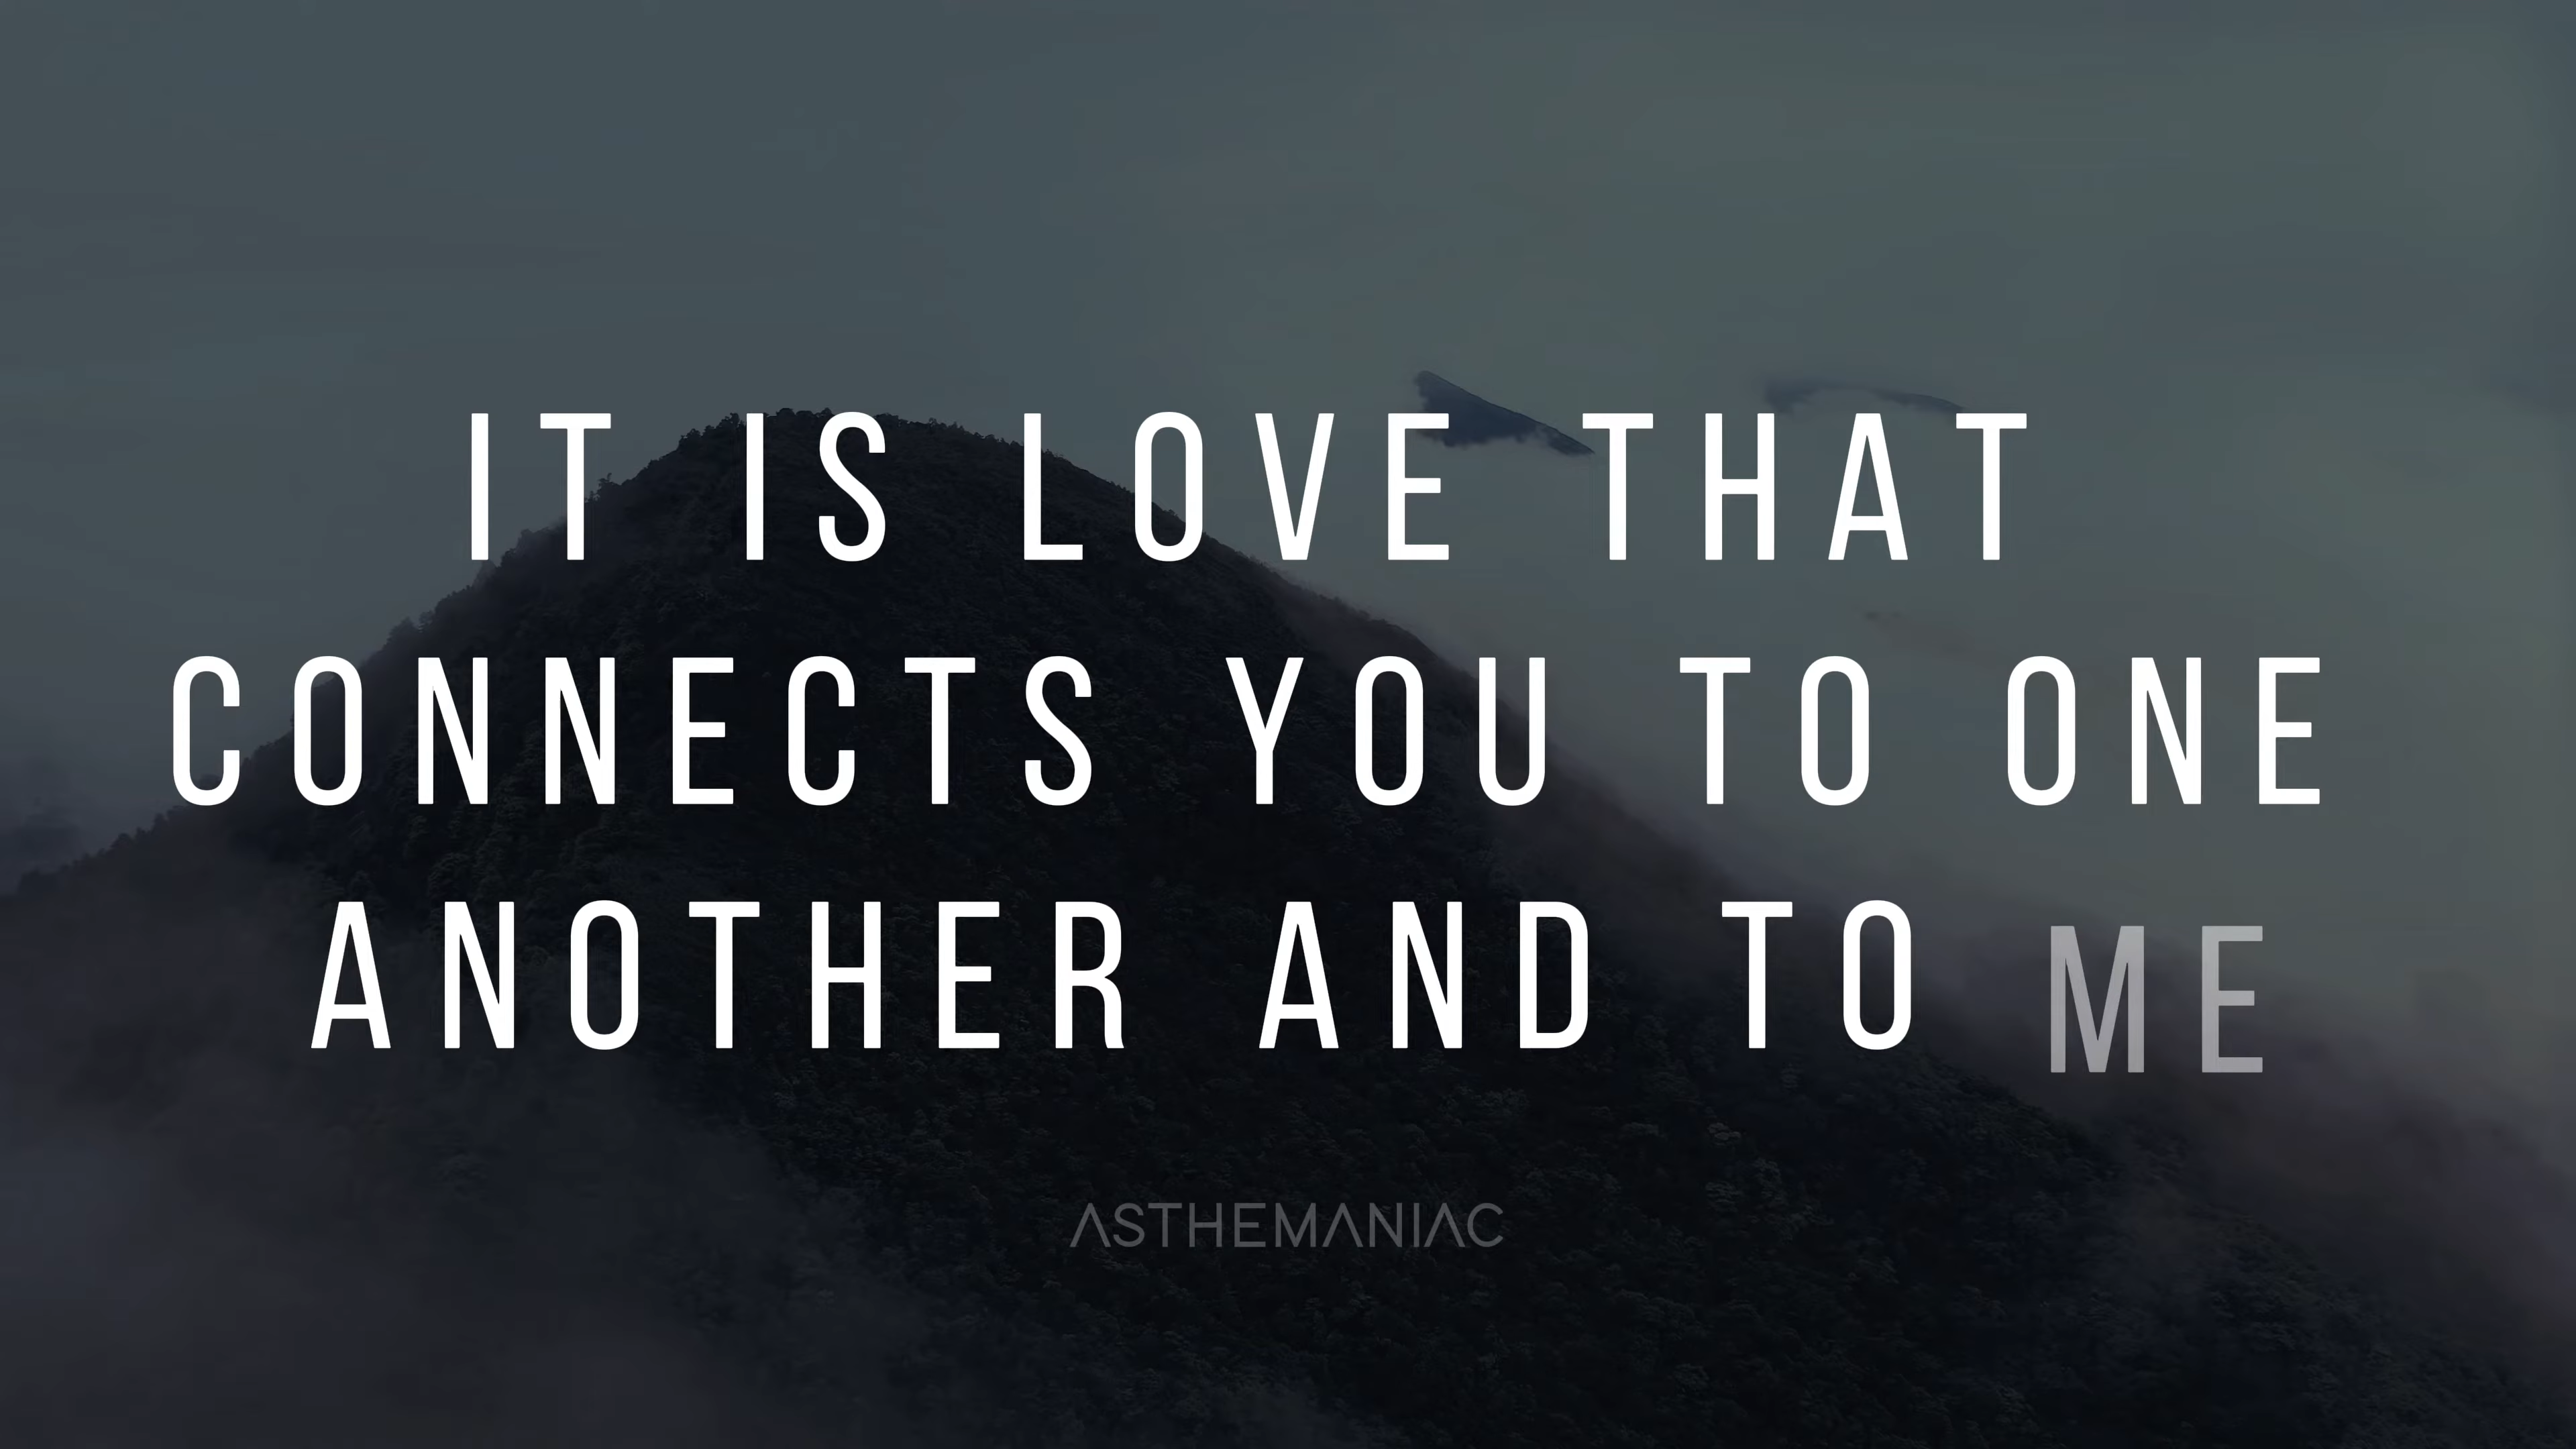 IT IS LOVE THAT
CONNECTS YOU TO ONE
ANOTHER AND TO ME
ASTHEMANIAC